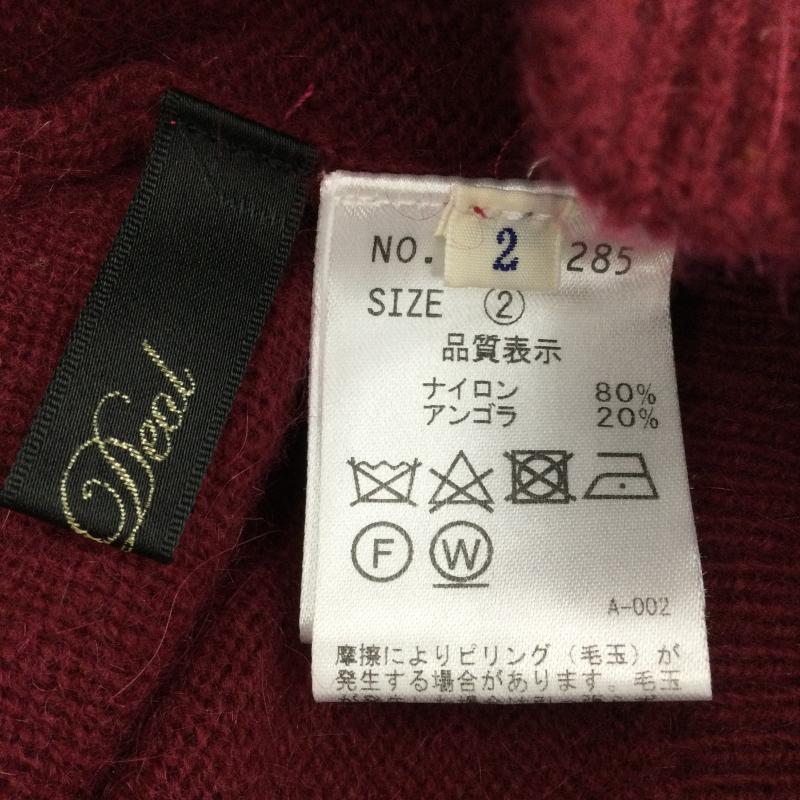 Deal
NO. 2 285
SIZE ②
品質表示
ナイロン 80%
アンゴラ 20%
F W
A-002
摩擦によりピリング（毛玉）が
発生する場合があります。毛玉